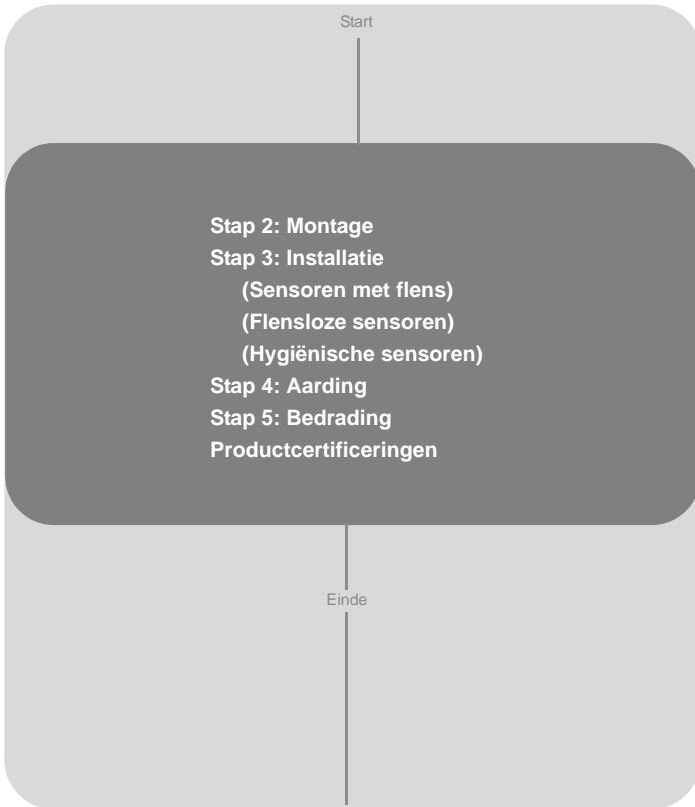 Start
Stap 2: Montage
Stap 3: Installatie
(Sensoren met flens)
(Flensloze sensoren)
(Hygiënische sensoren)
Stap 4: Aarding
Stap 5: Bedrading
Productcertificeringen
Einde